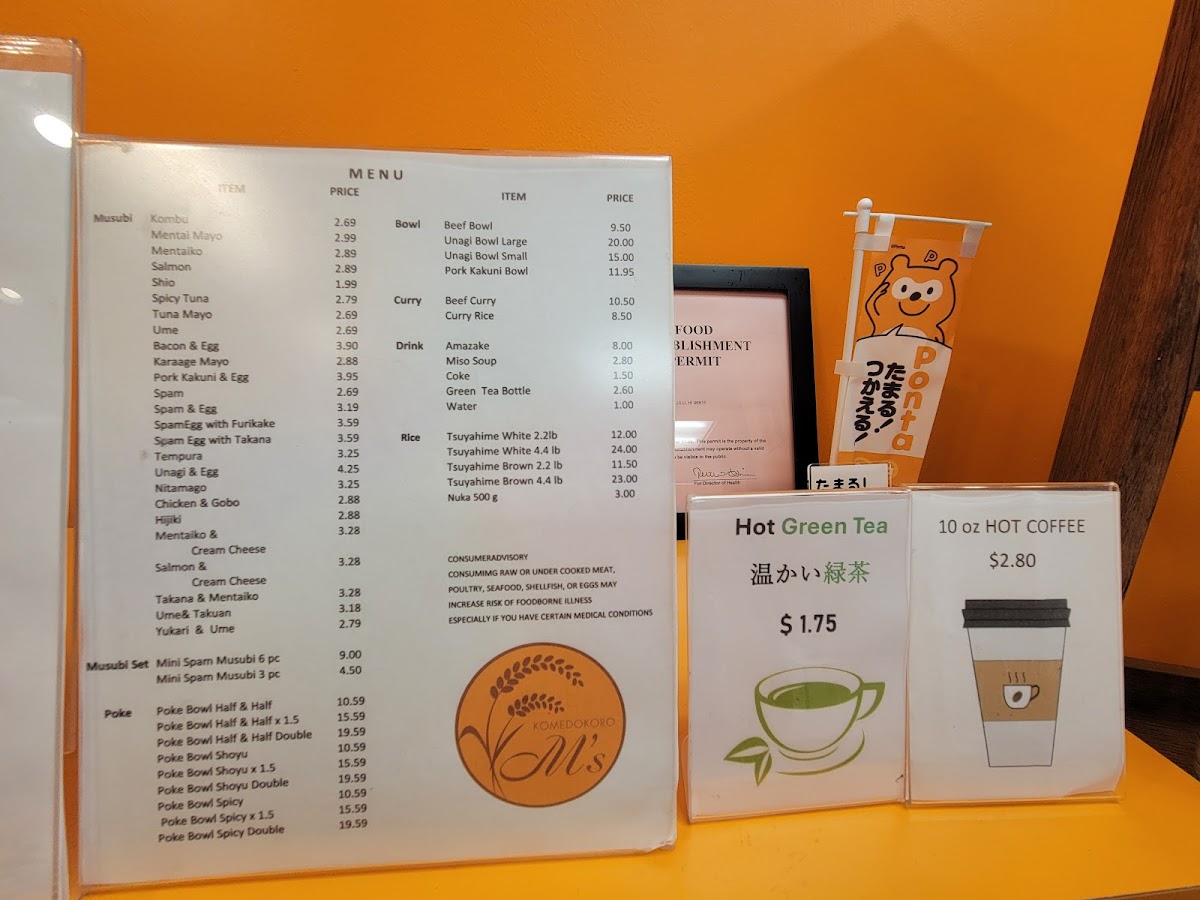 MENU
ITEM PRICE
Musubi Kombu 2.69
Mentai Mayo 2.99
Mentaiko 2.89
Salmon 2.89
Shio 1.99
Spicy Tuna 2.79
Tuna Mayo 2.69
Ume 2.69
Bacon & Egg 3.90
Karaage Mayo 2.88
Pork Kakuni & Egg 3.95
Spam 2.69
Spam & Egg 3.19
SpamEgg with Furikake 3.59
Spam Egg with Takana 3.59
Tempura 3.25
Unagi & Egg 4.25
Nitamago 3.25
Chicken & Gobo 2.88
Hijiki 2.88
Mentaiko & 3.28
Cream Cheese
Salmon & 3.28
Cream Cheese
Takana & Mentaiko 3.28
Ume& Takuan 3.18
Yukari & Ume 2.79
Musubi Set Mini Spam Musubi 6 pc 9.00
Mini Spam Musubi 3 pc 4.50
Poke Poke Bowl Half & Half 10.59
Poke Bowl Half & Half x 1.5 15.59
Poke Bowl Half & Half Double 19.59
Poke Bowl Shoyu 10.59
Poke Bowl Shoyu x 1.5 15.59
Poke Bowl Shoyu Double 19.59
Poke Bowl Spicy 10.59
Poke Bowl Spicy x 1.5 15.59
Poke Bowl Spicy Double 19.59
ITEM PRICE
Bowl Beef Bowl 9.50
Unagi Bowl Large 20.00
Unagi Bowl Small 15.00
Pork Kakuni Bowl 11.95
Curry Beef Curry 10.50
Curry Rice 8.50
Drink Amazake 8.00
Miso Soup 2.80
Coke 1.50
Green Tea Bottle 2.60
Water 1.00
Rice Tsuyahime White 2.2lb 12.00
Tsuyahime White 4.4 lb 24.00
Tsuyahime Brown 2.2 lb 11.50
Tsuyahime Brown 4.4 lb 23.00
Nuka 500 g 3.00
CONSUMERADVISORY
CONSUMIMG RAW OR UNDER COOKED MEAT,
POULTRY, SEAFOOD, SHELLFISH, OR EGGS MAY
INCREASE RISK OF FOODBORNE ILLNESS
ESPECIALLY IF YOU HAVE CERTAIN MEDICAL CONDITIONS
KOMEDOKORO
M's
FOOD
BLISHMENT
PERMIT
P P
Ponta
たまる!
つかえる!
たまる!
Hot Green Tea
温かい緑茶
$ 1.75
10 oz HOT COFFEE
$2.80